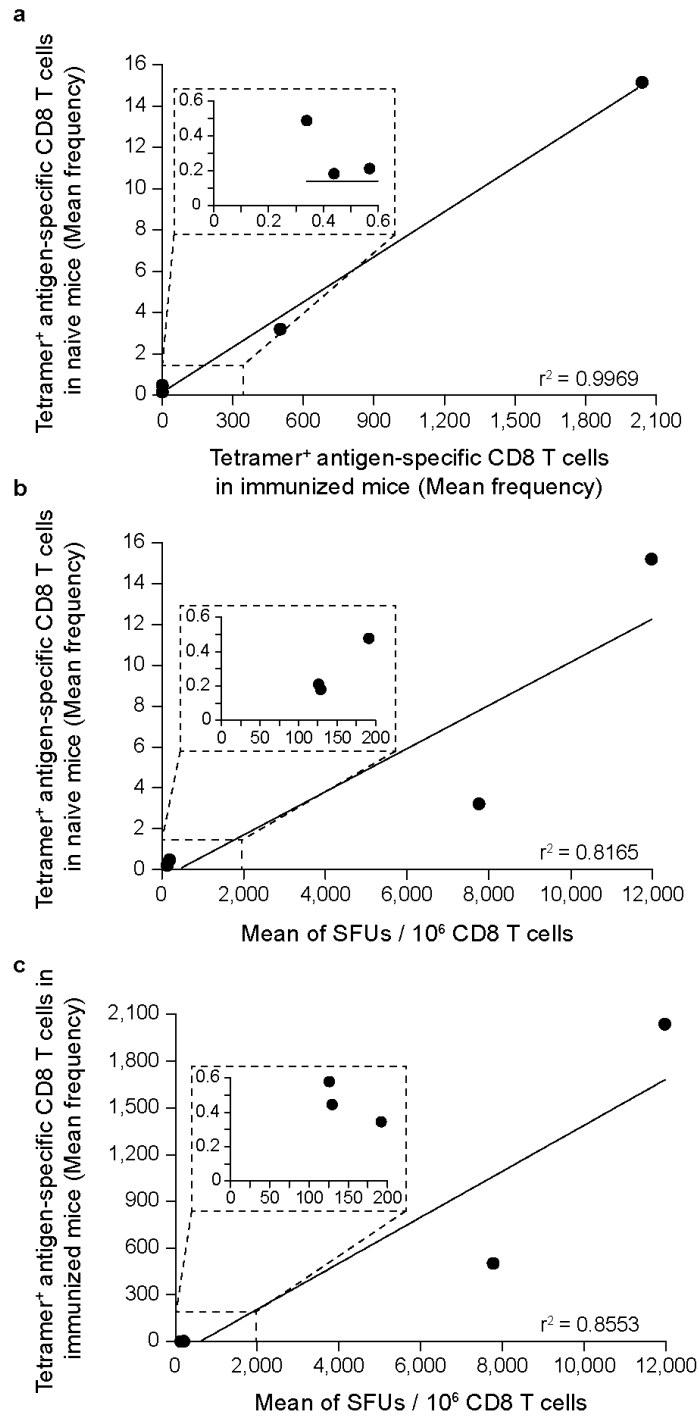 a
Tetramer⁺ antigen-specific CD8 T cells
in naive mice (Mean frequency)
16
14
12
10
8
6
4
2
0
0.6
0.4
0.2
0
0 0.2 0.4 0.6
r² = 0.9969
0 300 600 900 1,200 1,500 1,800 2,100
Tetramer⁺ antigen-specific CD8 T cells
in immunized mice (Mean frequency)
b
Tetramer⁺ antigen-specific CD8 T cells
in naive mice (Mean frequency)
16
14
12
10
8
6
4
2
0
0.6
0.4
0.2
0
0 50 100 150 200
r² = 0.8165
0 2,000 4,000 6,000 8,000 10,000 12,000
Mean of SFUs / 10⁶ CD8 T cells
c
Tetramer⁺ antigen-specific CD8 T cells in
immunized mice (Mean frequency)
2,100
1,800
1,500
1,200
900
600
300
0
0.6
0.4
0.2
0
0 50 100 150 200
r² = 0.8553
0 2,000 4,000 6,000 8,000 10,000 12,000
Mean of SFUs / 10⁶ CD8 T cells